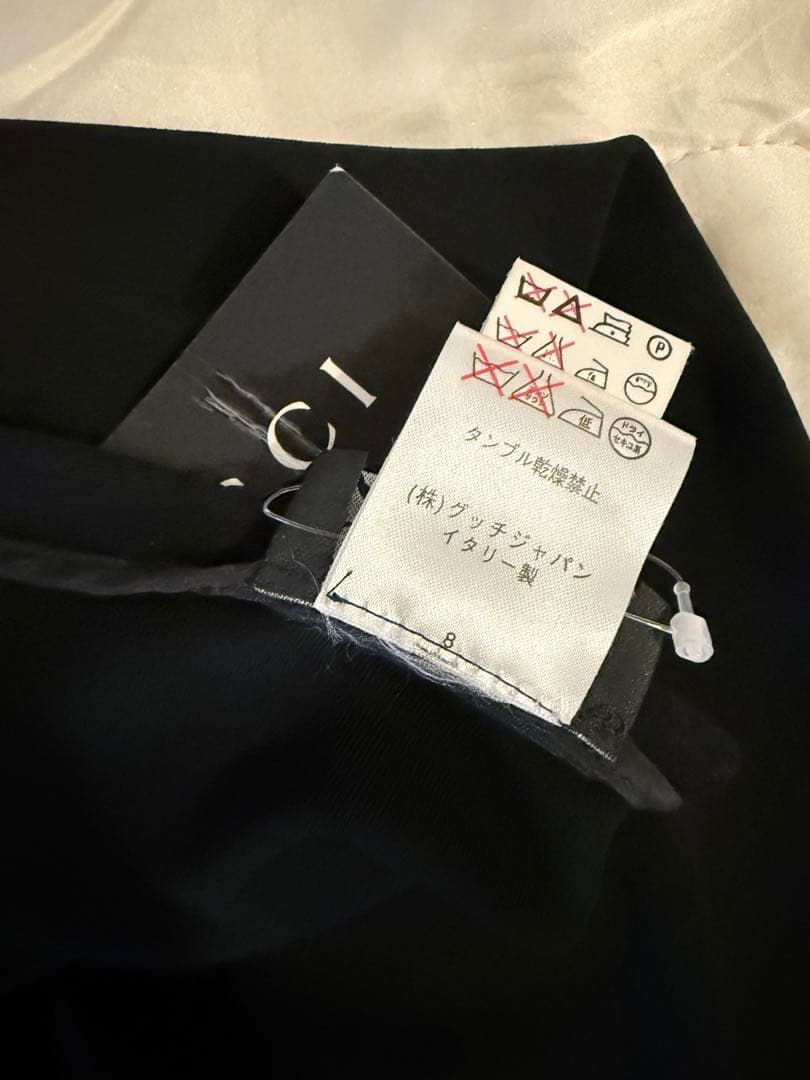 CI
P
低
ドライ
セキユ系
タンブル乾燥禁止
(株)グッチジャパン
イタリー製
8